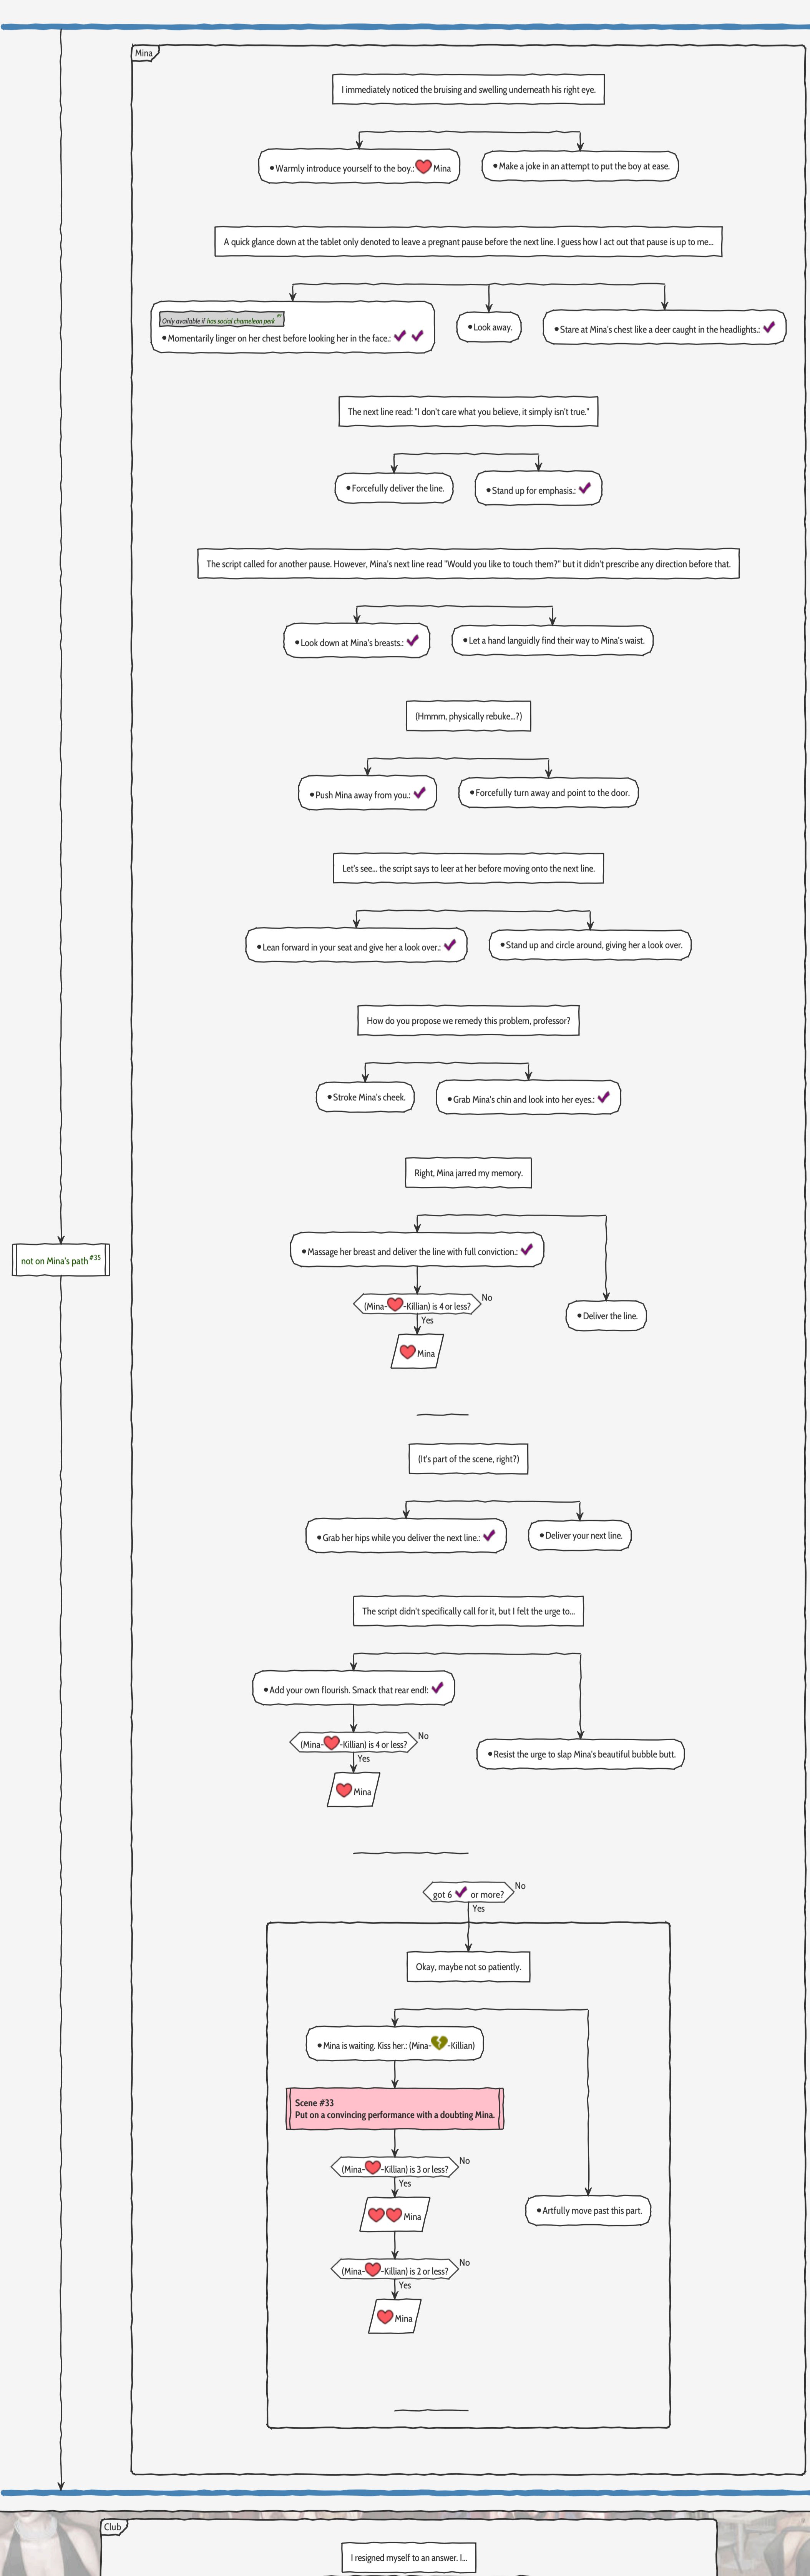 Mina
I immediately noticed the bruising and swelling underneath his right eye.
•Warmly introduce yourself to the boy.: Mina
•Make a joke in an attempt to put the boy at ease.
A quick glance down at the tablet only denoted to leave a pregnant pause before the next line. I guess how I act out that pause is up to me...
Only available if has social chameleon perk
•Momentarily linger on her chest before looking her in the face.:
•Look away.
•Stare at Mina's chest like a deer caught in the headlights.:
The next line read: "I don't care what you believe, it simply isn't true."
•Forcefully deliver the line.
•Stand up for emphasis.:
The script called for another pause. However, Mina's next line read "Would you like to touch them?" but it didn't prescribe any direction before that.
•Look down at Mina's breasts.:
•Let a hand languidly find their way to Mina's waist.
(Hmmm, physically rebuke...?)
•Push Mina away from you.:
•Forcefully turn away and point to the door.
Let's see... the script says to leer at her before moving onto the next line.
•Lean forward in your seat and give her a look over.:
•Stand up and circle around, giving her a look over.
How do you propose we remedy this problem, professor?
•Stroke Mina's cheek.
•Grab Mina's chin and look into her eyes.:
Right, Mina jarred my memory.
not on Mina's path #35
•Massage her breast and deliver the line with full conviction.:
(Mina-❤-Killian) is 4 or less?
No
Yes
•Deliver the line.
Mina
(It's part of the scene, right?)
•Grab her hips while you deliver the next line.:
•Deliver your next line.
The script didn't specifically call for it, but I felt the urge to...
•Add your own flourish. Smack that rear end!:
(Mina-❤-Killian) is 4 or less?
No
Yes
•Resist the urge to slap Mina's beautiful bubble butt.
Mina
got 6 ✔ or more?
No
Yes
Okay, maybe not so patiently.
•Mina is waiting. Kiss her.: (Mina-💔-Killian)
Scene #33
Put on a convincing performance with a doubting Mina.
(Mina-❤-Killian) is 3 or less?
No
Yes
•Artfully move past this part.
Mina
(Mina-❤-Killian) is 2 or less?
No
Yes
Mina
Club
I resigned myself to an answer. I...